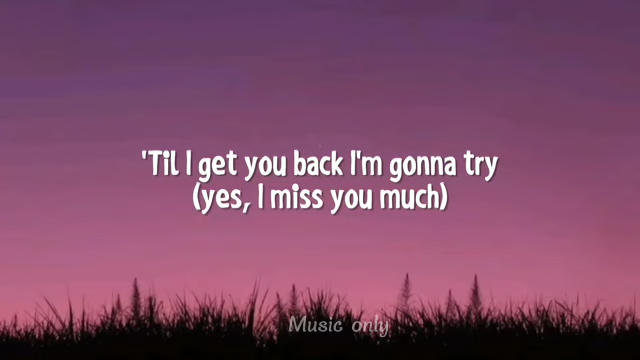 'Til I get you back I'm gonna try
(yes, I miss you much)
Music only